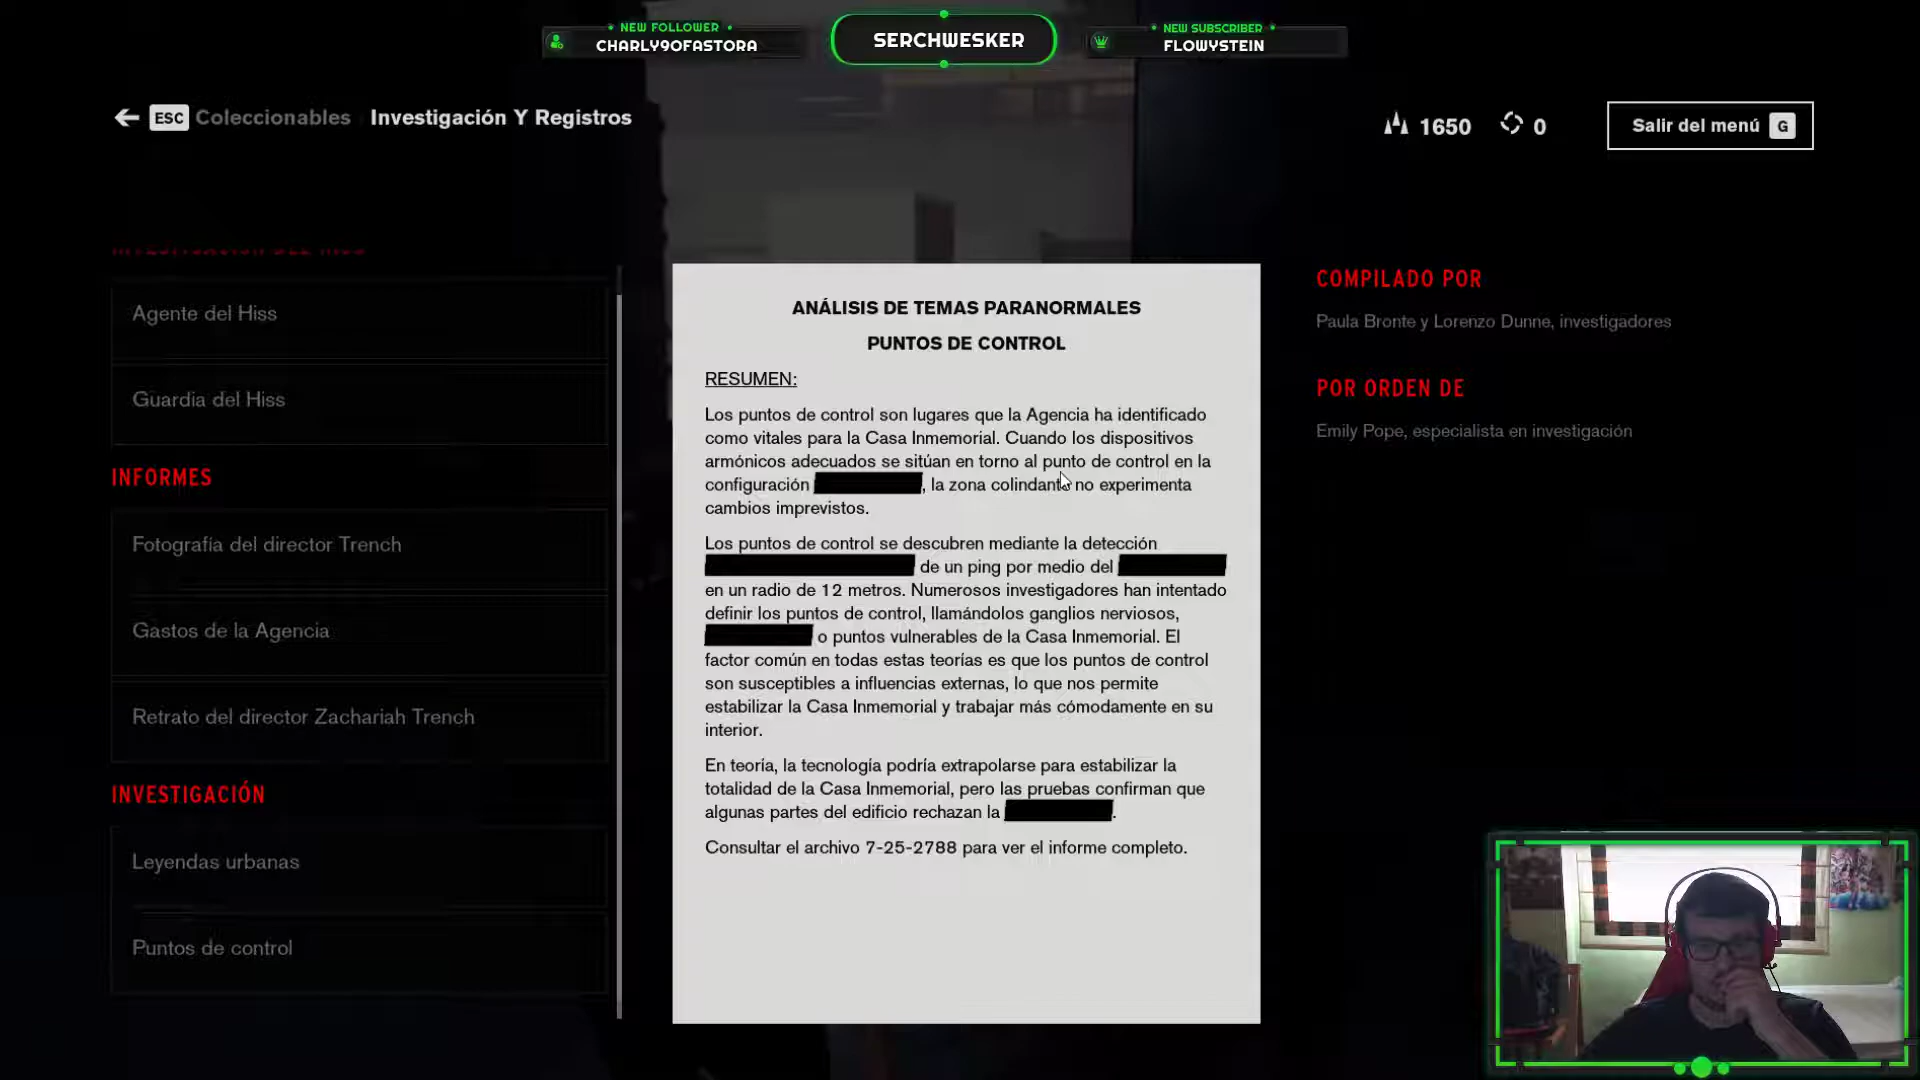 NEW FOLLOWER
CHARLY9OFASTORA
SERCHWESKER
NEW SUBSCRIBER
FLOWYSTEIN
ESC Coleccionables Investigación Y Registros
1650 0
Salir del menú G
INVESTIGACIÓN DEL HISS
Agente del Hiss
Guardia del Hiss
INFORMES
Fotografía del director Trench
Gastos de la Agencia
Retrato del director Zachariah Trench
INVESTIGACIÓN
Leyendas urbanas
Puntos de control
ANÁLISIS DE TEMAS PARANORMALES
PUNTOS DE CONTROL
RESUMEN:
Los puntos de control son lugares que la Agencia ha identificado
como vitales para la Casa Inmemorial. Cuando los dispositivos
armónicos adecuados se sitúan en torno al punto de control en la
configuración , la zona colindante no experimenta
cambios imprevistos.
Los puntos de control se descubren mediante la detección
de un ping por medio del
en un radio de 12 metros. Numerosos investigadores han intentado
definir los puntos de control, llamándolos ganglios nerviosos,
o puntos vulnerables de la Casa Inmemorial. El
factor común en todas estas teorías es que los puntos de control
son susceptibles a influencias externas, lo que nos permite
estabilizar la Casa Inmemorial y trabajar más cómodamente en su
interior.
En teoría, la tecnología podría extrapolarse para estabilizar la
totalidad de la Casa Inmemorial, pero las pruebas confirman que
algunas partes del edificio rechazan la .
Consultar el archivo 7-25-2788 para ver el informe completo.
COMPILADO POR
Paula Bronte y Lorenzo Dunne, investigadores
POR ORDEN DE
Emily Pope, especialista en investigación